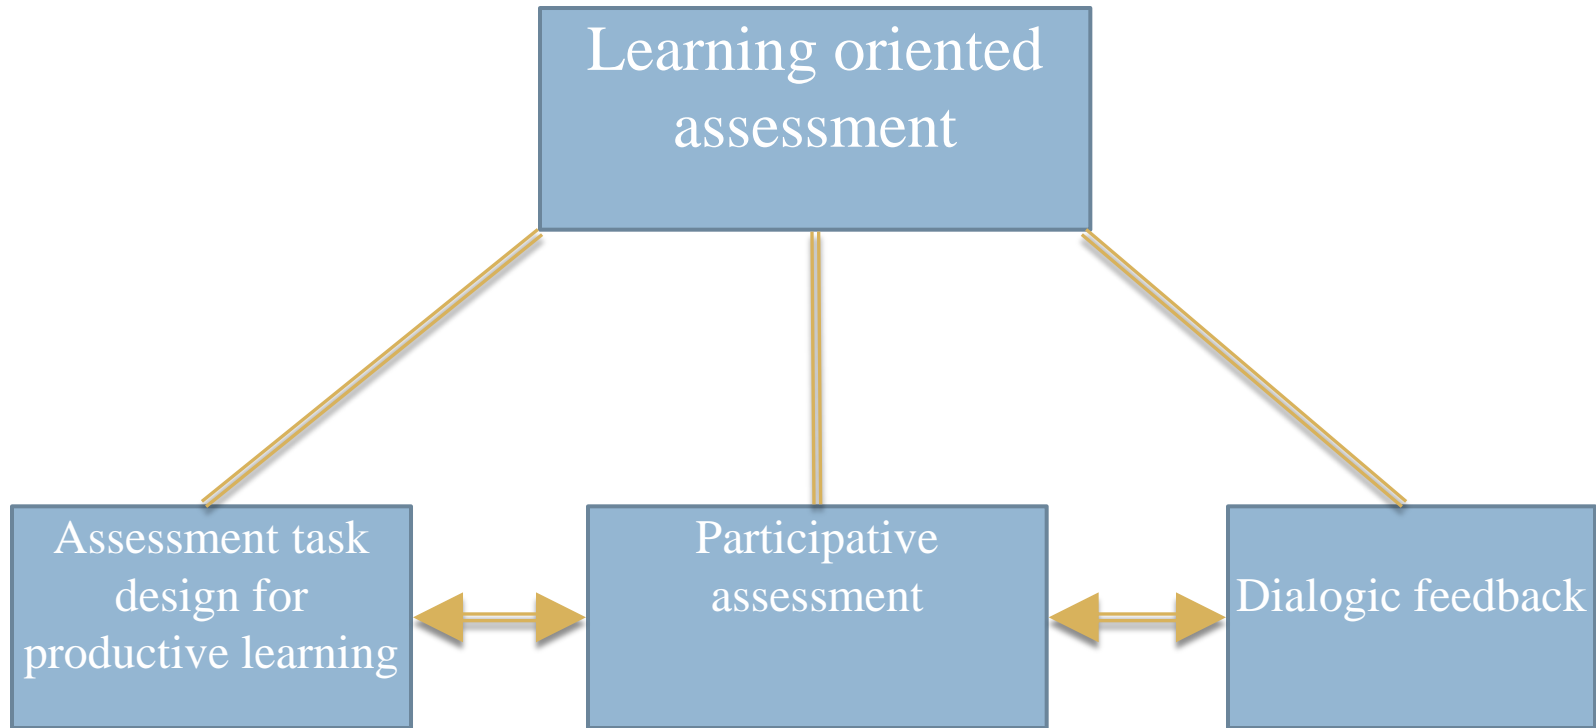 Learning oriented
assessment
Assessment task
design for
productive learning
Participative
assessment
Dialogic feedback